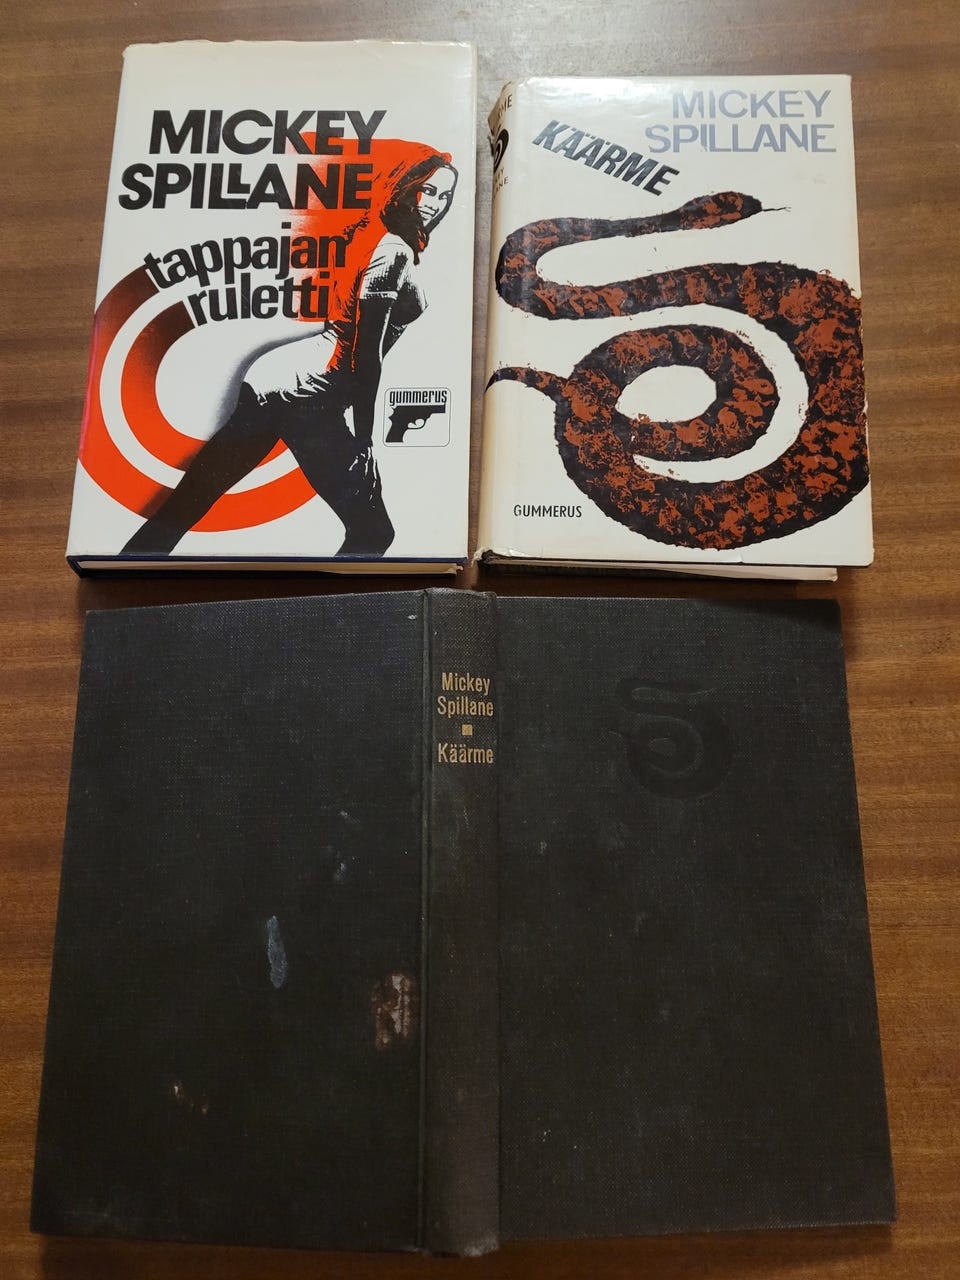 MICKEY
SPILLANE
tappajan
ruletti
gummerus
MICKEY
SPILLANE
KÄÄRME
GUMMERUS
Mickey
Spillane
Käärme